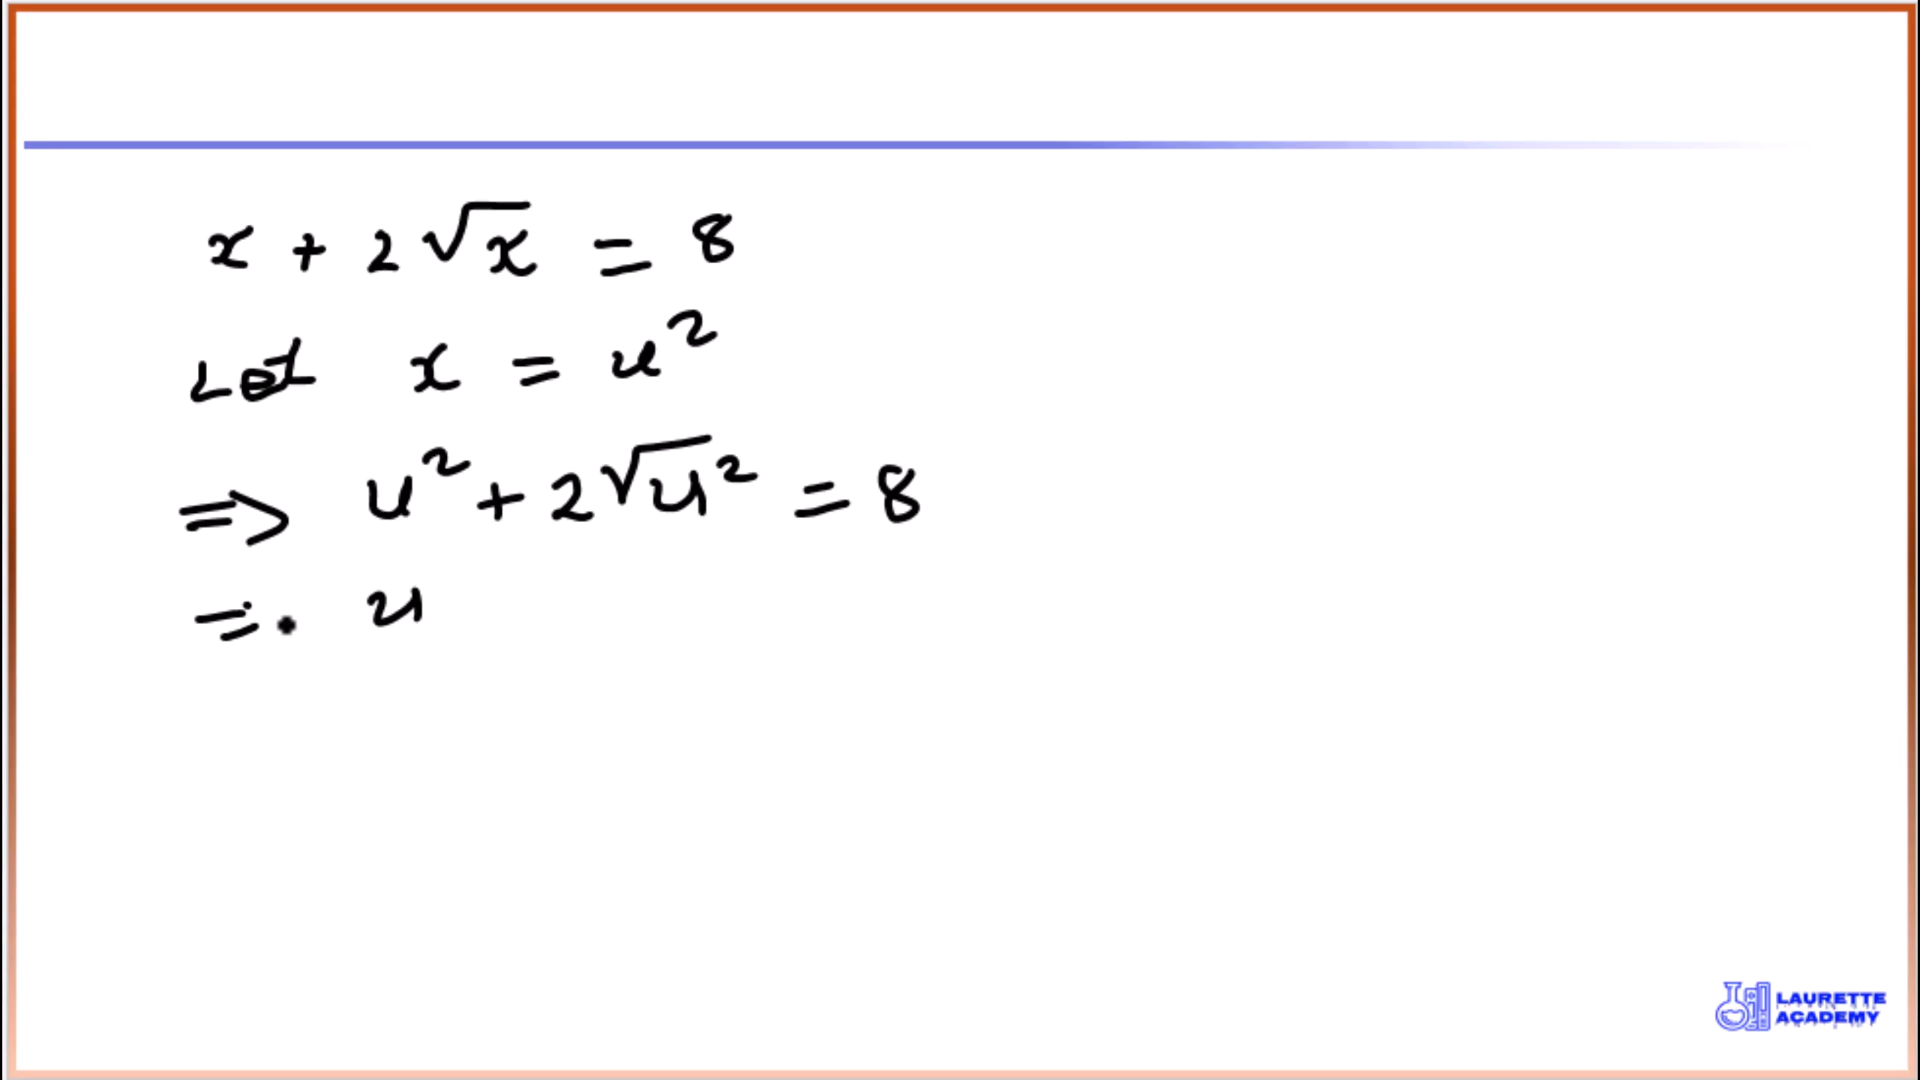 x + 2√x = 8
Let x = u²
=> u² + 2√u² = 8
= u
LAURETTE
ACADEMY